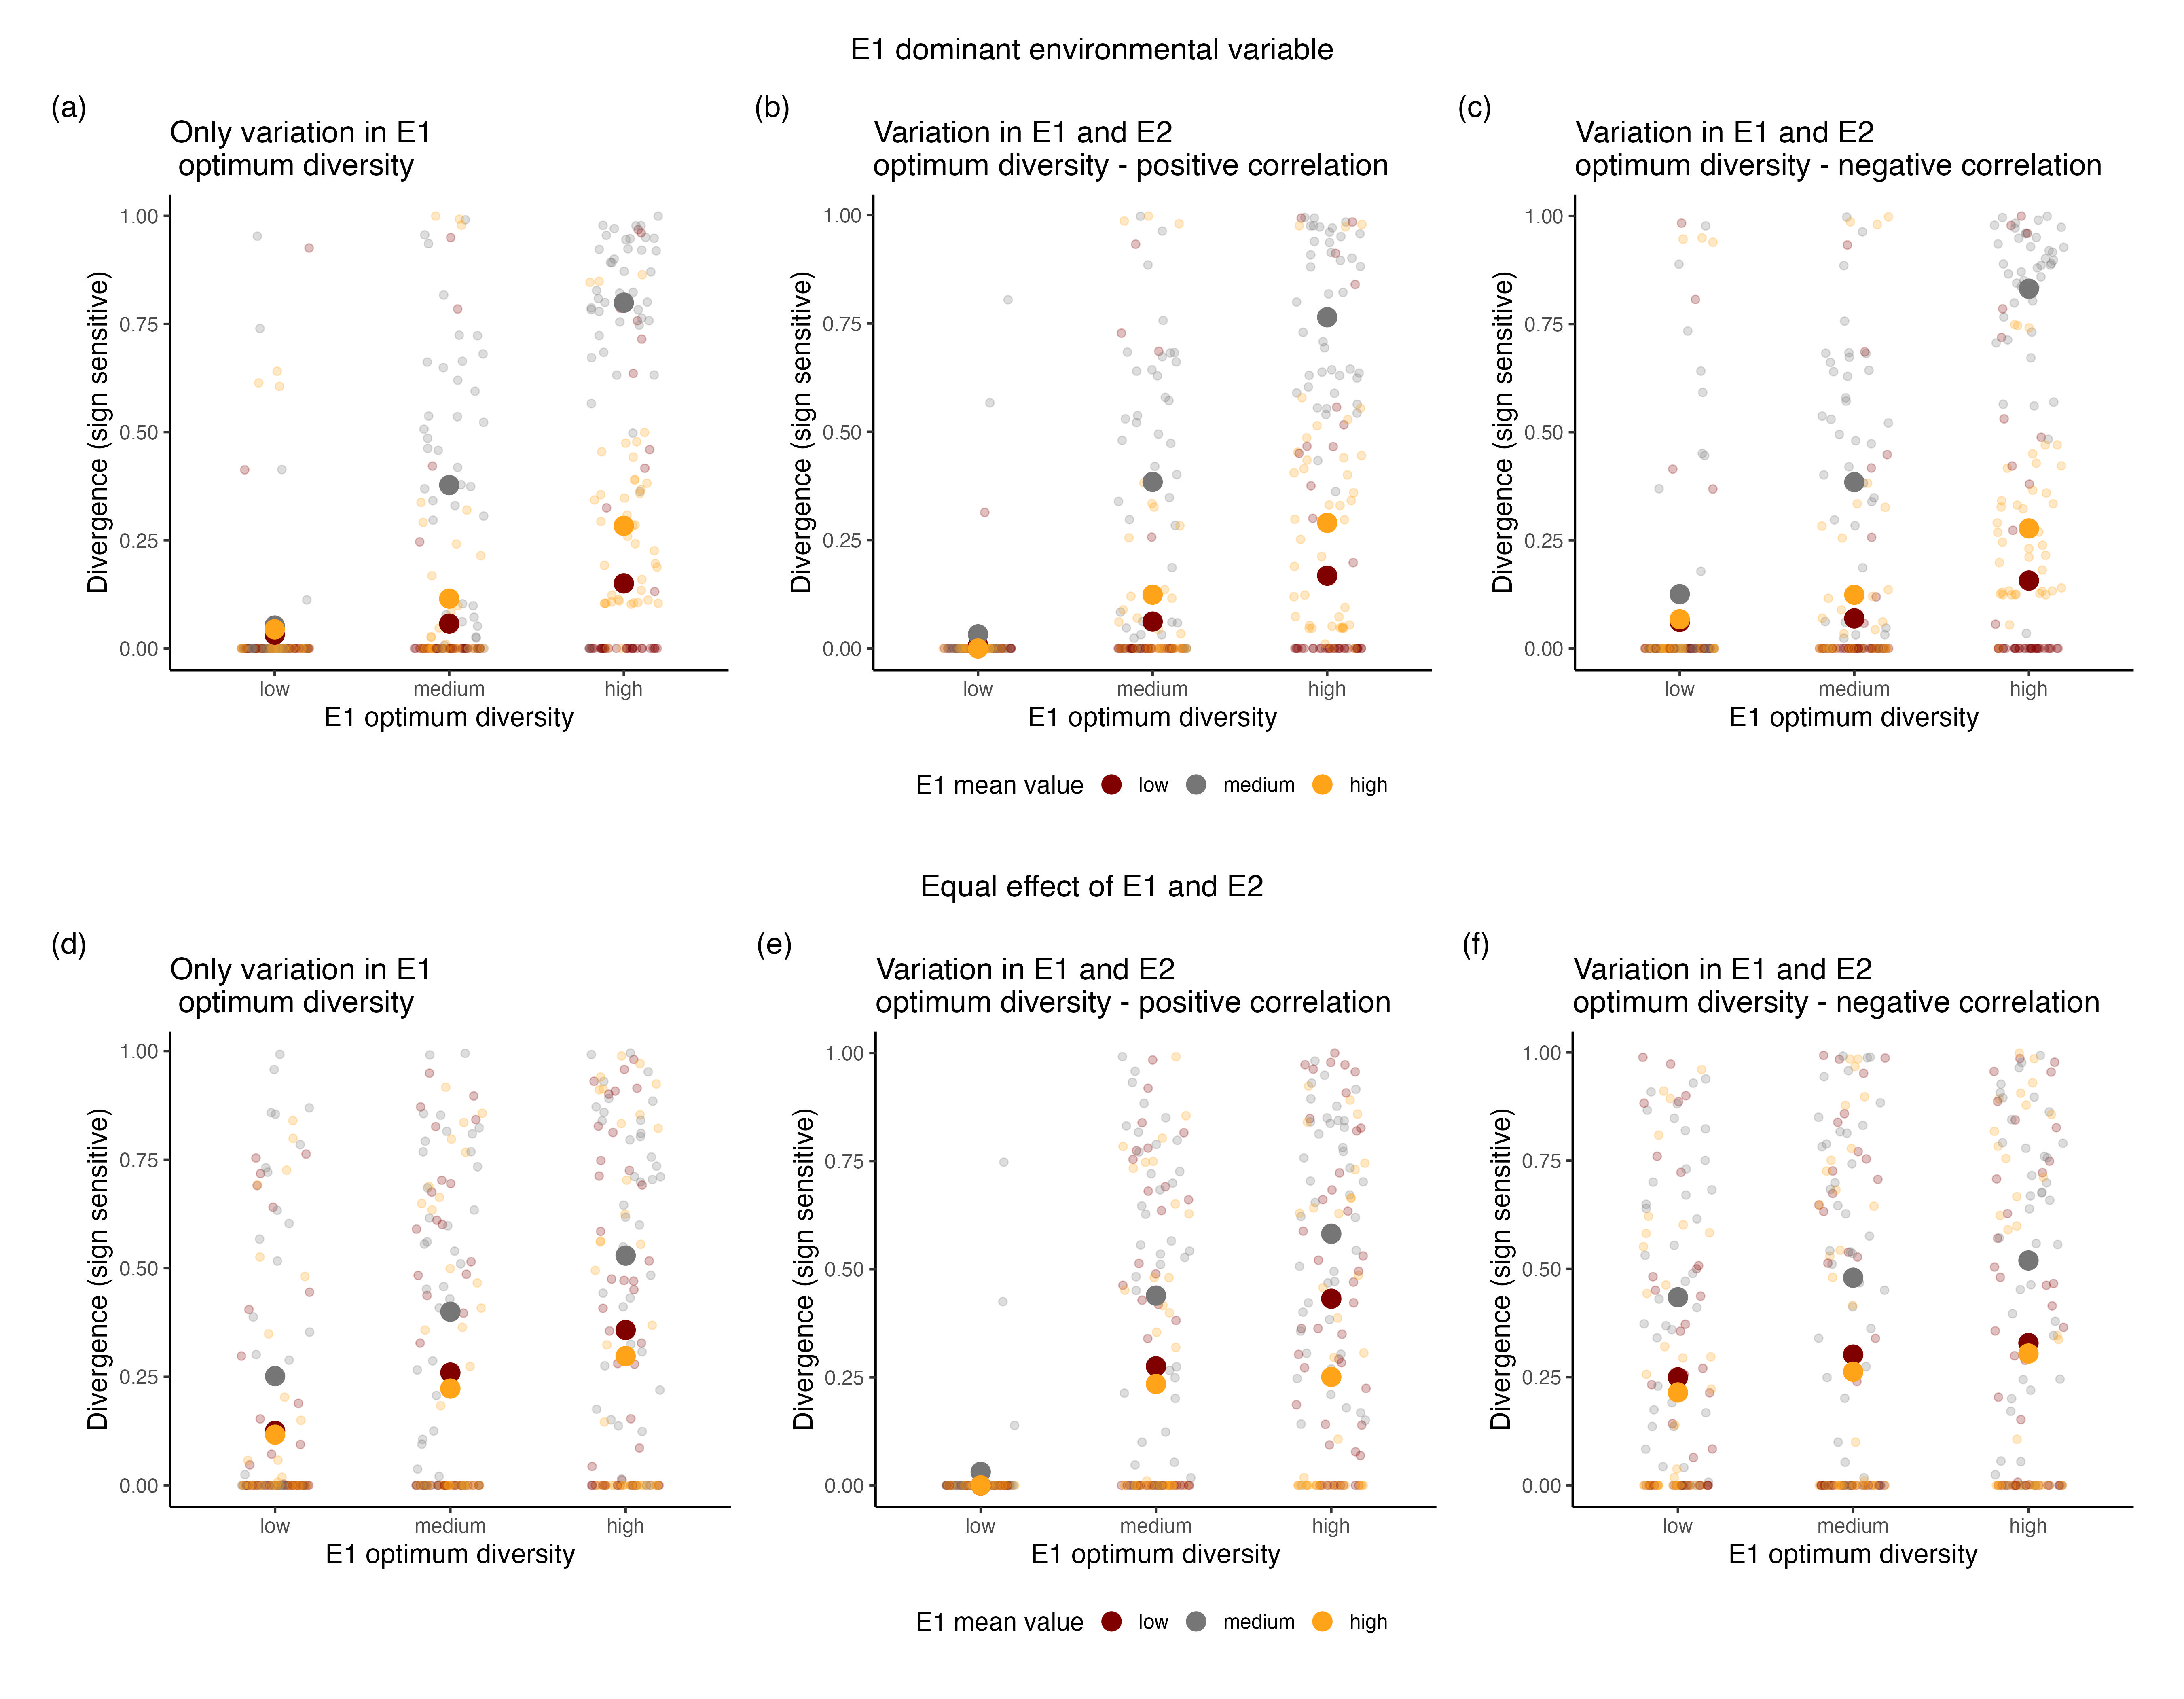 E1 dominant environmental variable
(a)
Only variation in E1
optimum diversity
1.00
0.75
0.50
0.25
0.00
Divergence (sign sensitive)
low medium high
E1 optimum diversity
(b)
Variation in E1 and E2
optimum diversity - positive correlation
1.00
0.75
0.50
0.25
0.00
Divergence (sign sensitive)
low medium high
E1 optimum diversity
(c)
Variation in E1 and E2
optimum diversity - negative correlation
1.00
0.75
0.50
0.25
0.00
Divergence (sign sensitive)
low medium high
E1 optimum diversity
E1 mean value low medium high
Equal effect of E1 and E2
(d)
Only variation in E1
optimum diversity
1.00
0.75
0.50
0.25
0.00
Divergence (sign sensitive)
low medium high
E1 optimum diversity
(e)
Variation in E1 and E2
optimum diversity - positive correlation
1.00
0.75
0.50
0.25
0.00
Divergence (sign sensitive)
low medium high
E1 optimum diversity
(f)
Variation in E1 and E2
optimum diversity - negative correlation
1.00
0.75
0.50
0.25
0.00
Divergence (sign sensitive)
low medium high
E1 optimum diversity
E1 mean value low medium high